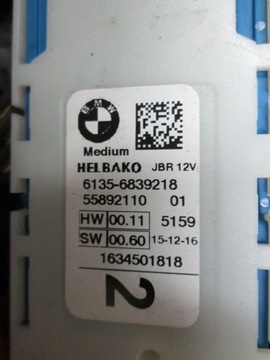 BMW
Medium
HELBAKO JBR 12V
6135-6839218
55892110 01
HW 00.11 5159
SW 00.60 15-12-16
1634501818
2